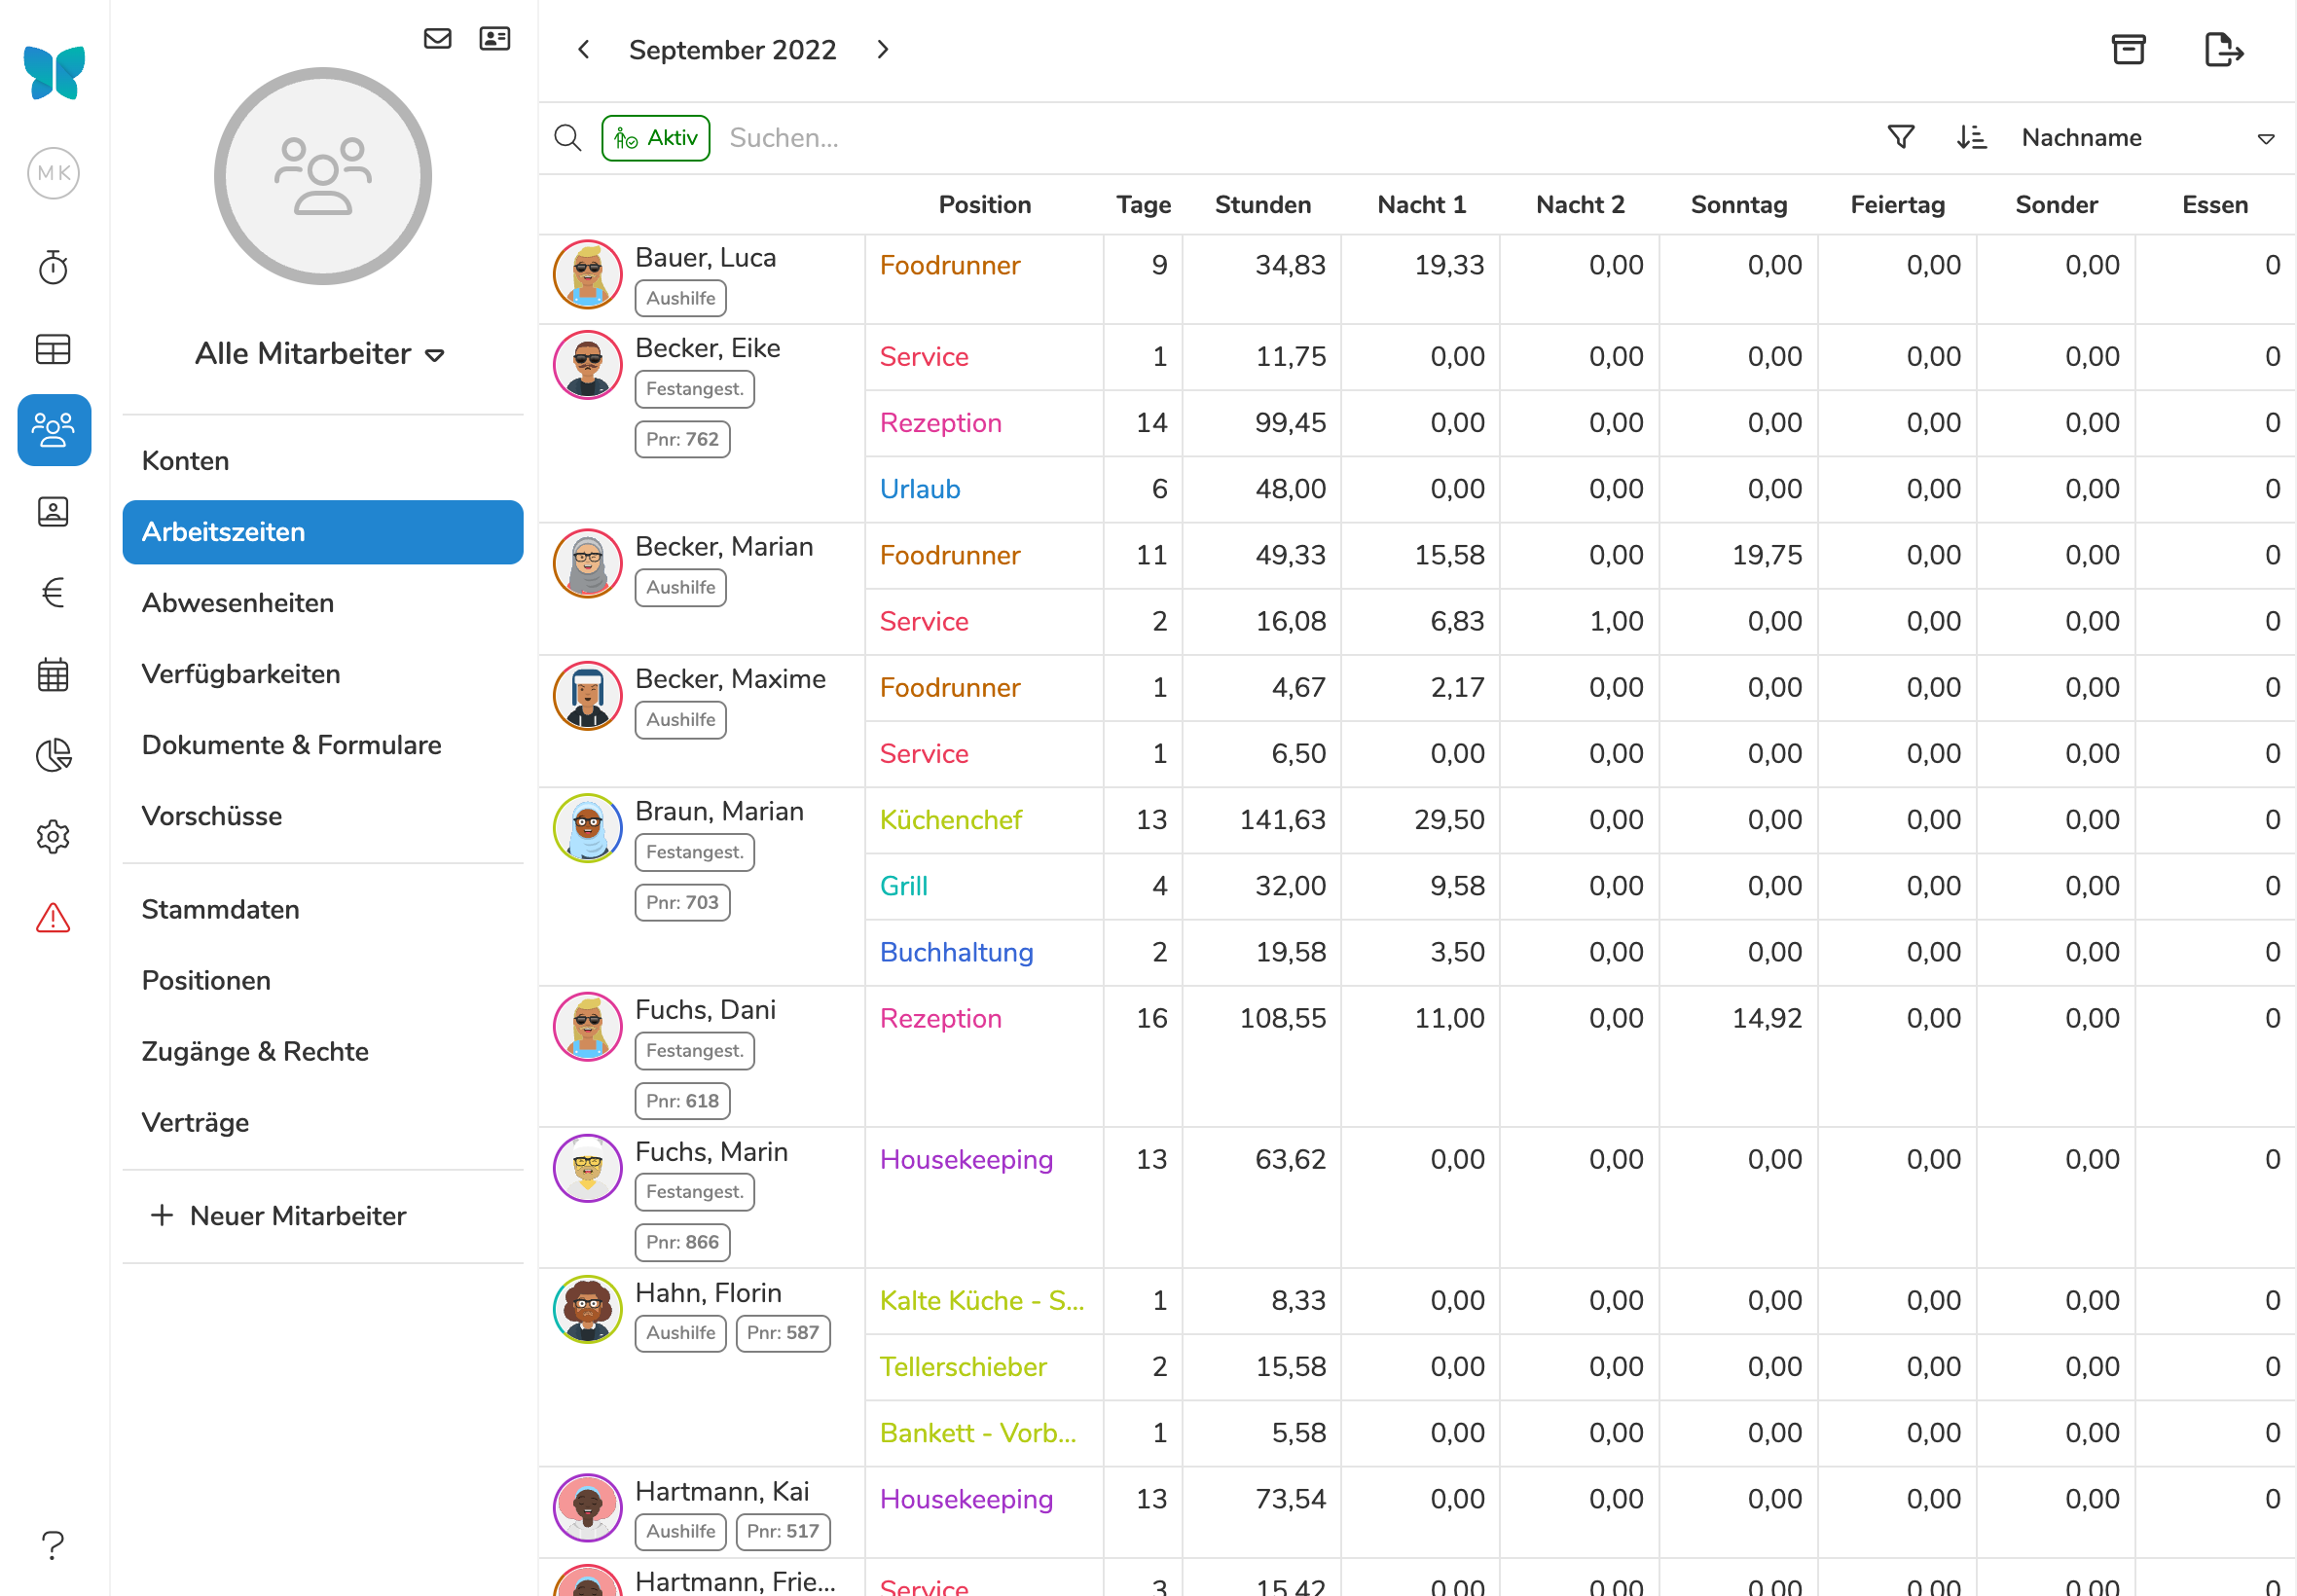 September 2022
MK
Aktiv Suchen... Nachname
Alle Mitarbeiter
Konten
Arbeitszeiten
Abwesenheiten
Verfügbarkeiten
Dokumente & Formulare
Vorschüsse
Stammdaten
Positionen
Zugänge & Rechte
Verträge
+ Neuer Mitarbeiter
?
Position Tage Stunden Nacht 1 Nacht 2 Sonntag Feiertag Sonder Essen
Bauer, Luca
Aushilfe
Foodrunner 9 34,83 19,33 0,00 0,00 0,00 0,00 0
Becker, Eike
Festangest.
Pnr: 762
Service 1 11,75 0,00 0,00 0,00 0,00 0,00 0
Rezeption 14 99,45 0,00 0,00 0,00 0,00 0,00 0
Urlaub 6 48,00 0,00 0,00 0,00 0,00 0,00 0
Becker, Marian
Aushilfe
Foodrunner 11 49,33 15,58 0,00 19,75 0,00 0,00 0
Service 2 16,08 6,83 1,00 0,00 0,00 0,00 0
Becker, Maxime
Aushilfe
Foodrunner 1 4,67 2,17 0,00 0,00 0,00 0,00 0
Service 1 6,50 0,00 0,00 0,00 0,00 0,00 0
Braun, Marian
Festangest.
Pnr: 703
Küchenchef 13 141,63 29,50 0,00 0,00 0,00 0,00 0
Grill 4 32,00 9,58 0,00 0,00 0,00 0,00 0
Buchhaltung 2 19,58 3,50 0,00 0,00 0,00 0,00 0
Fuchs, Dani
Festangest.
Pnr: 618
Rezeption 16 108,55 11,00 0,00 14,92 0,00 0,00 0
Fuchs, Marin
Festangest.
Pnr: 866
Housekeeping 13 63,62 0,00 0,00 0,00 0,00 0,00 0
Hahn, Florin
Aushilfe Pnr: 587
Kalte Küche - S... 1 8,33 0,00 0,00 0,00 0,00 0,00 0
Tellerschieber 2 15,58 0,00 0,00 0,00 0,00 0,00 0
Bankett - Vorb... 1 5,58 0,00 0,00 0,00 0,00 0,00 0
Hartmann, Kai
Aushilfe Pnr: 517
Housekeeping 13 73,54 0,00 0,00 0,00 0,00 0,00 0
Hartmann, Frie...
Service 3 15,42 0,00 0,00 0,00 0,00 0,00 0